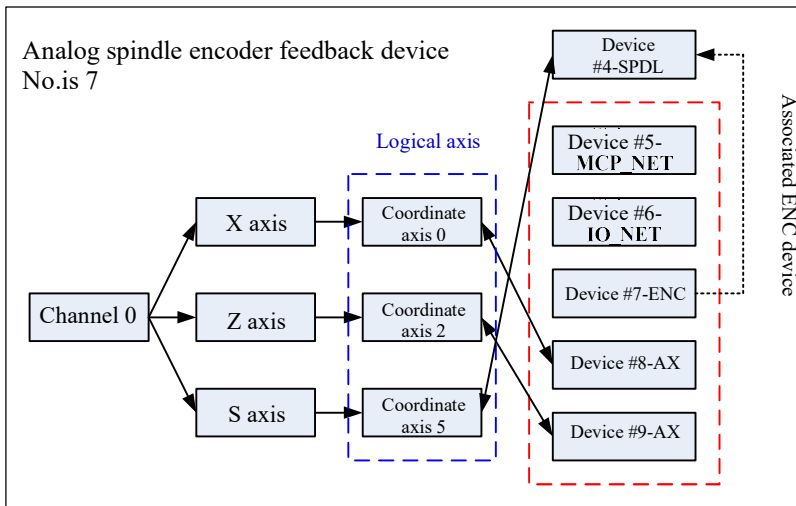 Analog spindle encoder feedback device
No.is 7
Device
#4-SPDL
Associated ENC device
Logical axis
Device #5-
MCP_NET
Device #6-
IO_NET
X axis
Coordinate
axis 0
Device #7-ENC
Channel 0
Z axis
Coordinate
axis 2
Device #8-AX
S axis
Coordinate
axis 5
Device #9-AX